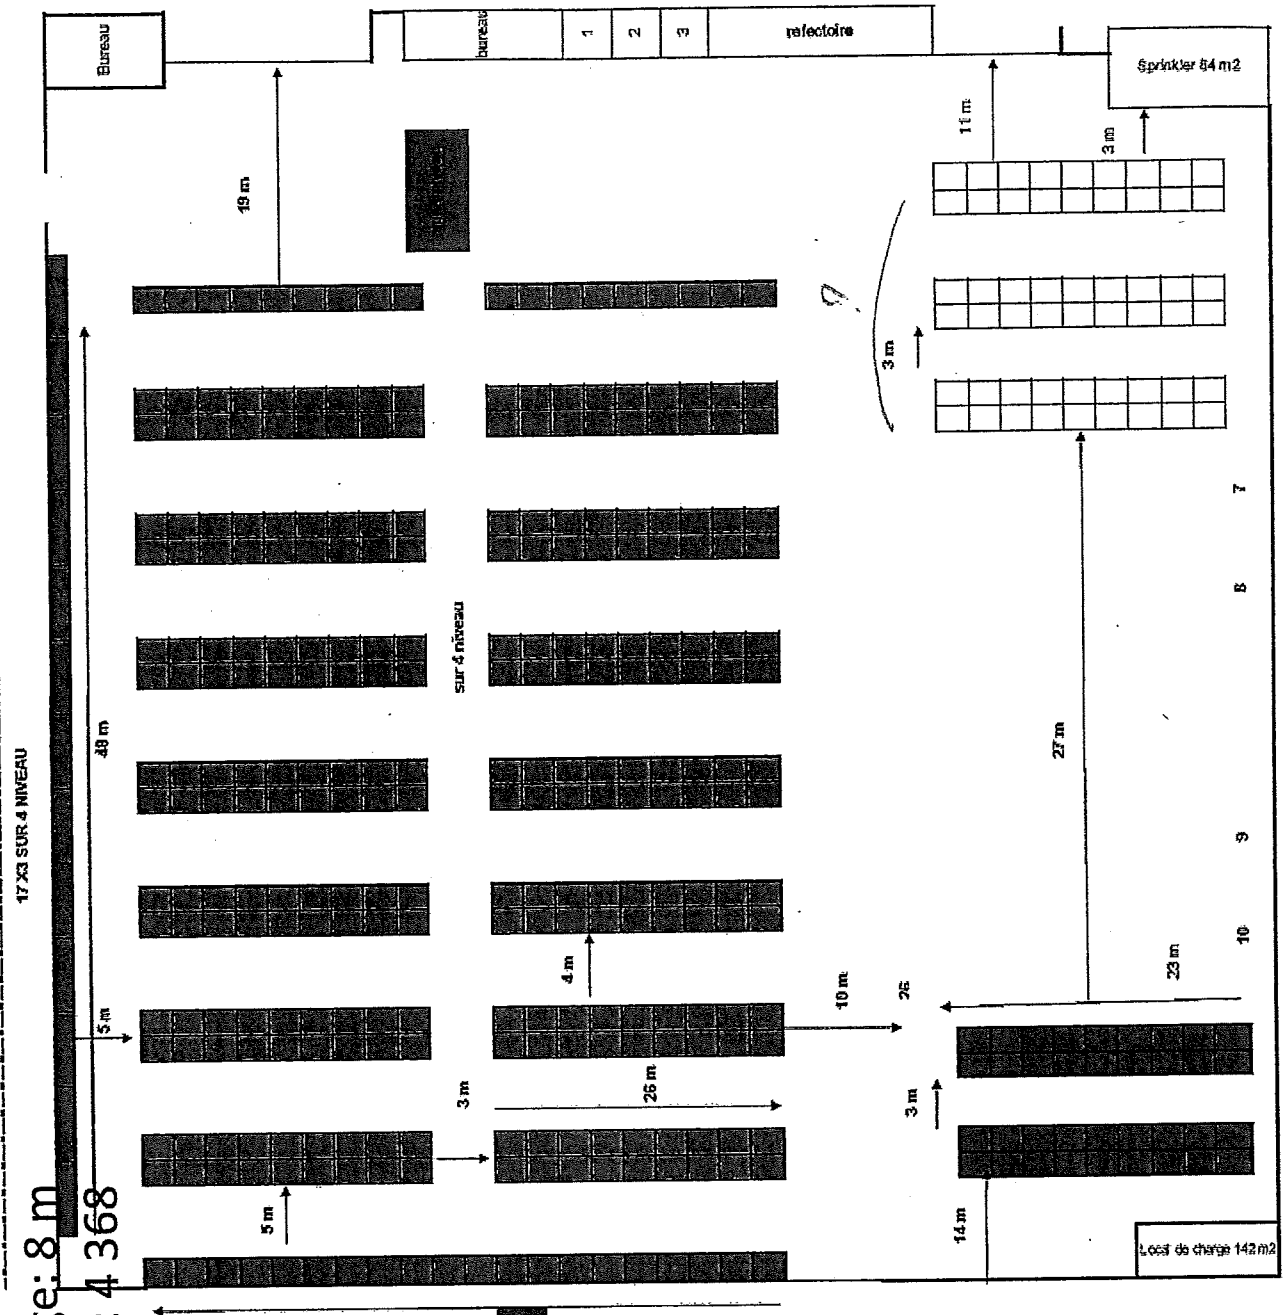 Bureau
bureau
1
2
3
refectoire
Sprinkler 84 m2
11 m
3 m
19 m
3 m
17 X3 SUR 4 NIVEAU
48 m
sur 4 niveau
7
8
27 m
9
10
5 m
4 m
10 m
26
23 m
3 m
26 m
3 m
5 m
14 m
Local de charge 142 m2
e: 8 m
4 368